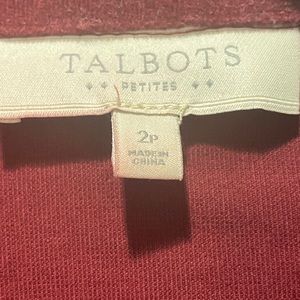 TALBOTS
PETITES
2P
MADE IN
CHINA